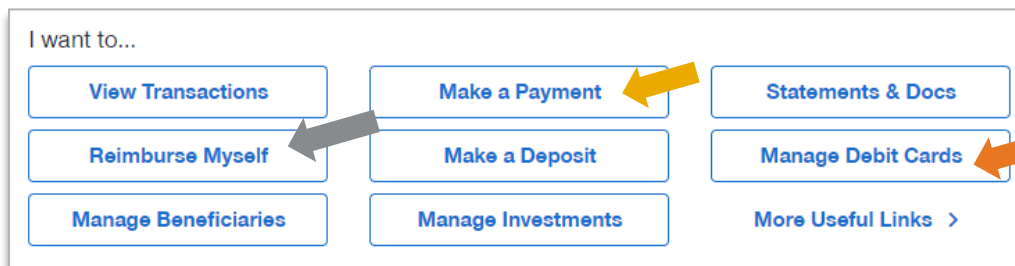 I want to...
View Transactions
Make a Payment
Statements & Docs
Reimburse Myself
Make a Deposit
Manage Debit Cards
Manage Beneficiaries
Manage Investments
More Useful Links >